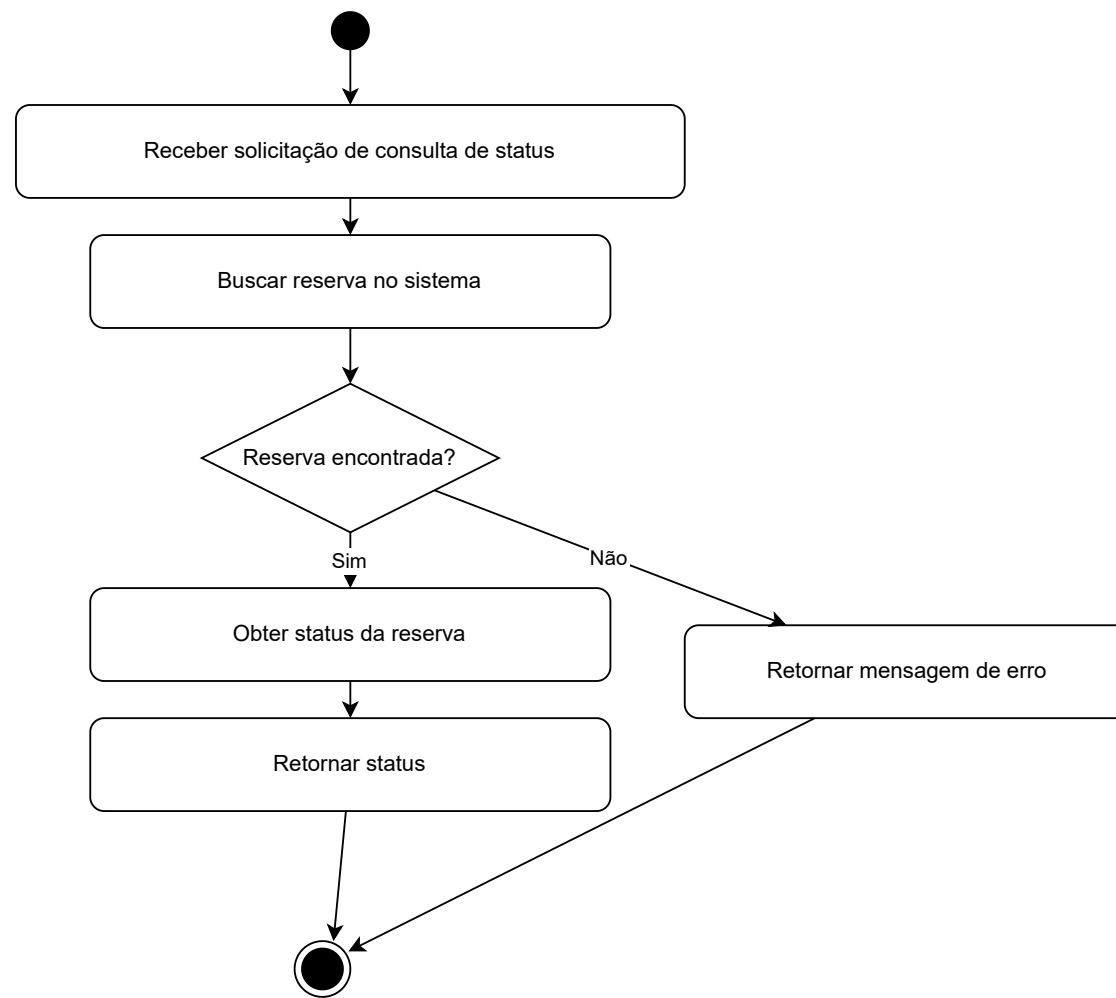 Receber solicitação de consulta de status
Buscar reserva no sistema
Reserva encontrada?
Não
Sim
Obter status da reserva
Retornar mensagem de erro
Retornar status